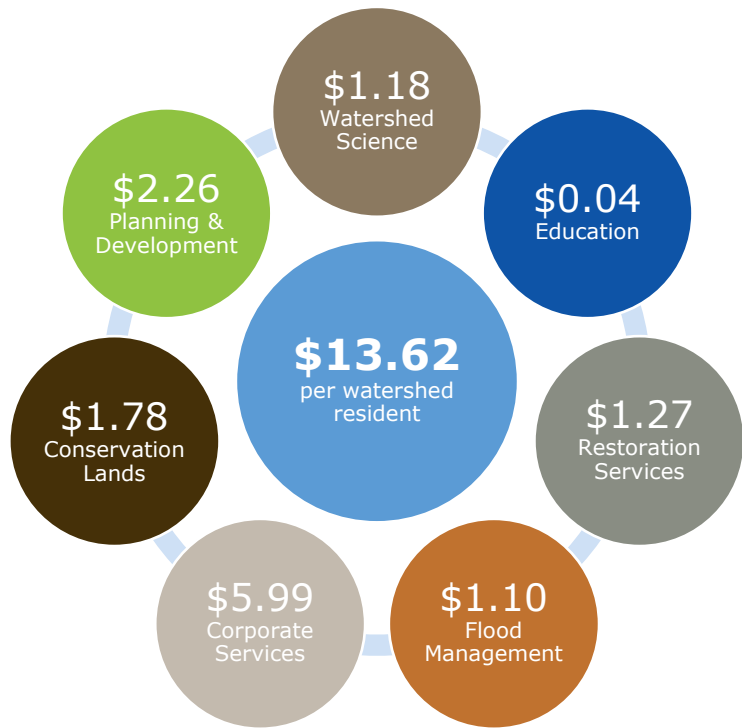 $1.18
Watershed
Science
$0.04
Education
$1.27
Restoration
Services
$1.10
Flood
Management
$5.99
Corporate
Services
$1.78
Conservation
Lands
$2.26
Planning &
Development
$13.62
per watershed
resident